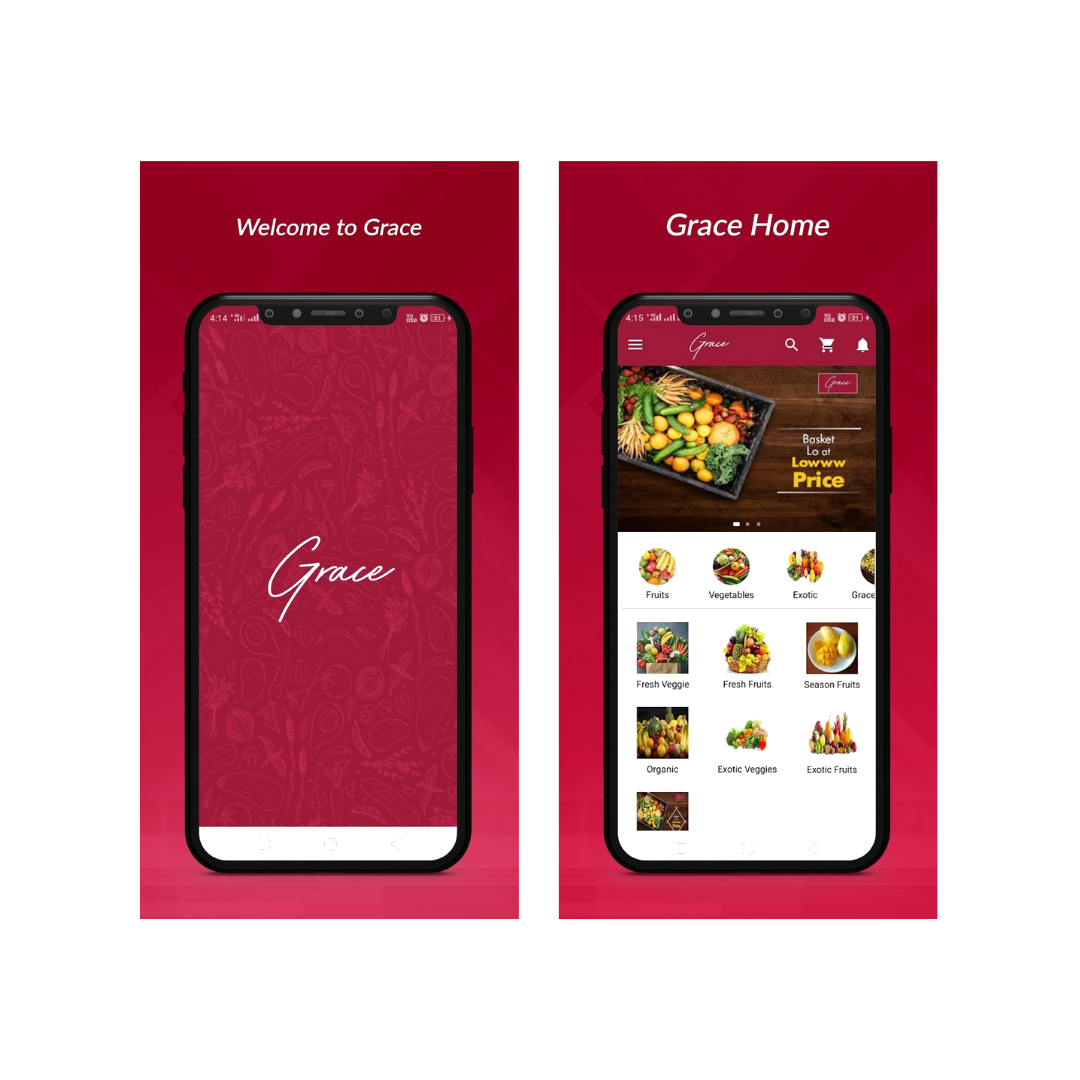 Welcome to Grace
4:14
31
Grace
Grace Home
4:15
31
Grace
Grace
Basket
Lo at
Lowww
Price
Fruits
Vegetables
Exotic
Grace
Fresh Veggie
Fresh Fruits
Season Fruits
Organic
Exotic Veggies
Exotic Fruits
Price